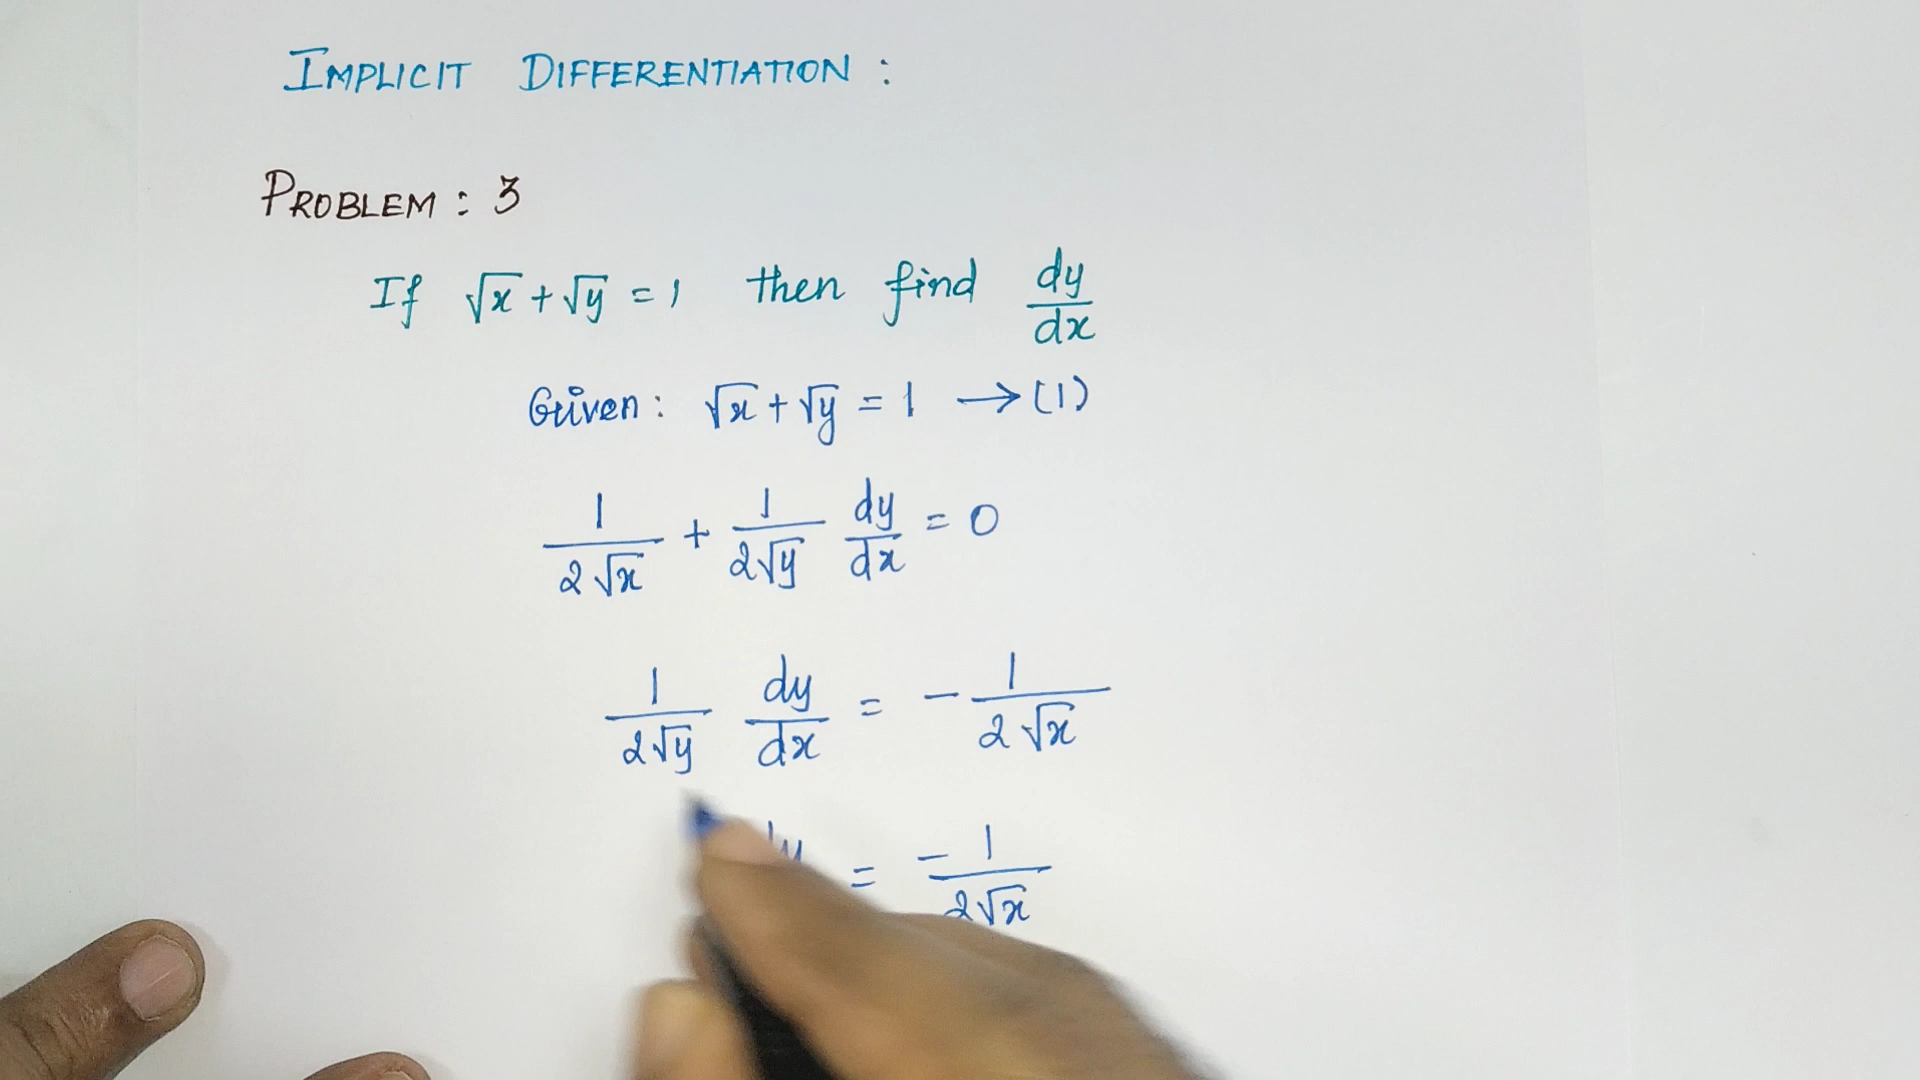 IMPLICIT DIFFERENTIATION :
PROBLEM : 3
If √x + √y = 1 then find dy/dx
Given : √x + √y = 1 → (1)
1/(2√x) + 1/(2√y) dy/dx = 0
1/(2√y) dy/dx = - 1/(2√x)
dy = -1/(2√x)